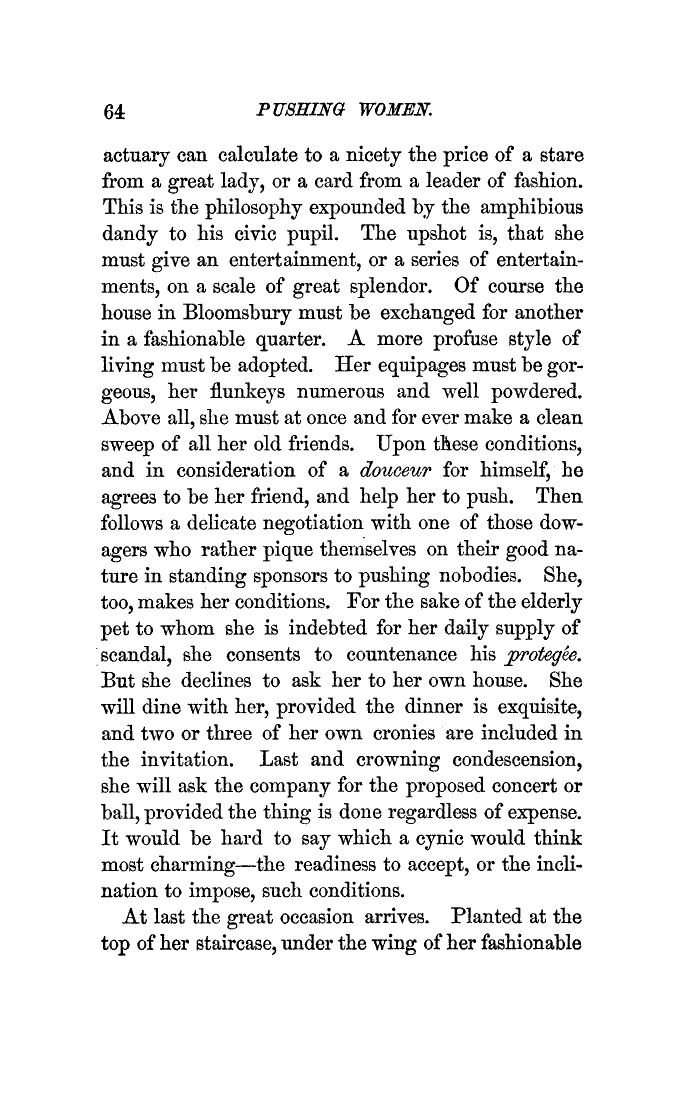 64 PUSHING WOMEN.
actuary can calculate to a nicety the price of a stare
from a great lady, or a card from a leader of fashion.
This is the philosophy expounded by the amphibious
dandy to his civic pupil. The upshot is, that she
must give an entertainment, or a series of entertain-
ments, on a scale of great splendor. Of course the
house in Bloomsbury must be exchanged for another
in a fashionable quarter. A more profuse style of
living must be adopted. Her equipages must be gor-
geous, her flunkeys numerous and well powdered.
Above all, she must at once and for ever make a clean
sweep of all her old friends. Upon these conditions,
and in consideration of a douceur for himself, he
agrees to be her friend, and help her to push. Then
follows a delicate negotiation with one of those dow-
agers who rather pique themselves on their good na-
ture in standing sponsors to pushing nobodies. She,
too, makes her conditions. For the sake of the elderly
pet to whom she is indebted for her daily supply of
scandal, she consents to countenance his protegée.
But she declines to ask her to her own house. She
will dine with her, provided the dinner is exquisite,
and two or three of her own cronies are included in
the invitation. Last and crowning condescension,
she will ask the company for the proposed concert or
ball, provided the thing is done regardless of expense.
It would be hard to say which a cynic would think
most charming—the readiness to accept, or the incli-
nation to impose, such conditions.
At last the great occasion arrives. Planted at the
top of her staircase, under the wing of her fashionable